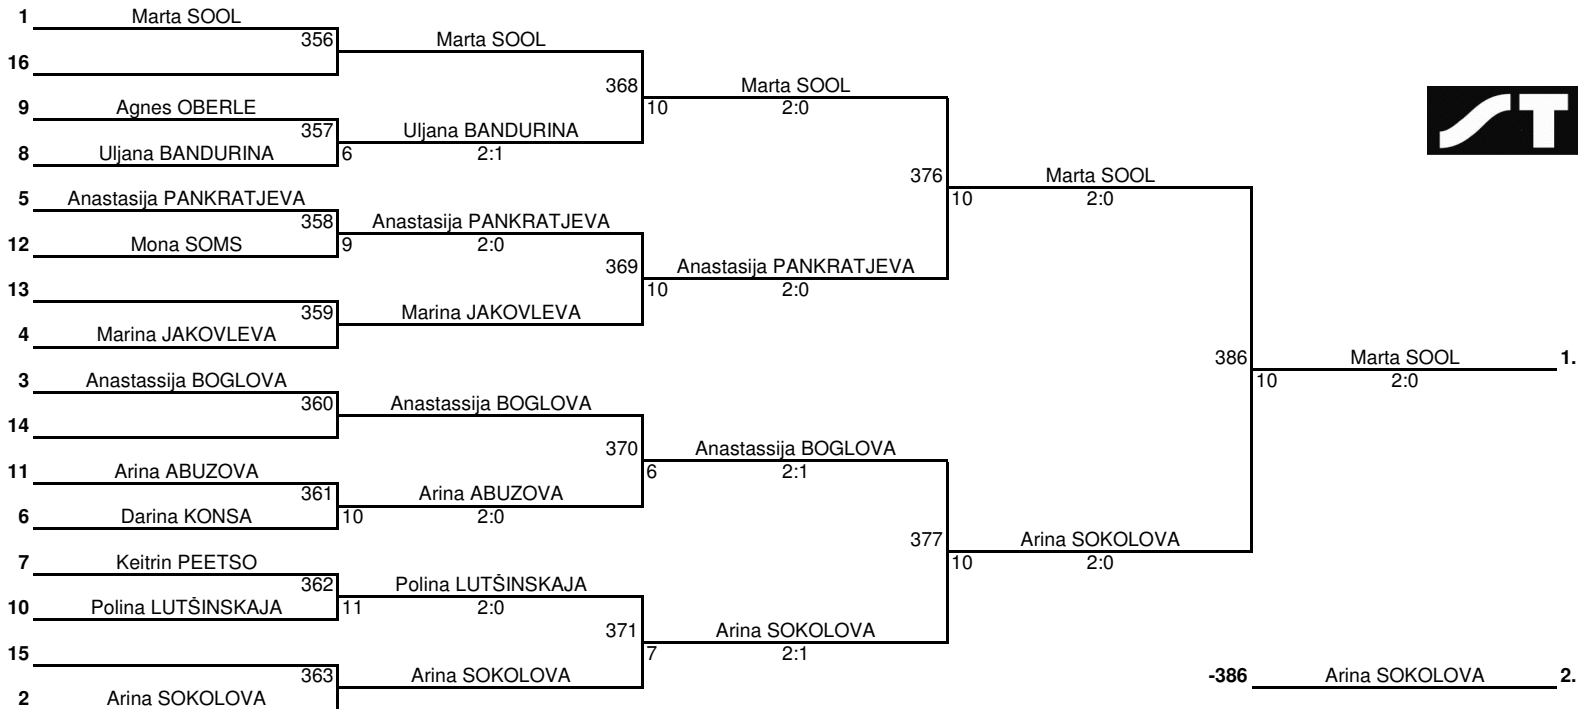 1 Marta SOOL
356 Marta SOOL
16
368 Marta SOOL
9 Agnes OBERLE
10 2:0
357 Uljana BANDURINA
8 Uljana BANDURINA 6 2:1
ST
376 Marta SOOL
5 Anastasija PANKRATJEVA
10 2:0
358 Anastasija PANKRATJEVA
12 Mona SOMS 9 2:0
369 Anastasija PANKRATJEVA
13
10 2:0
359 Marina JAKOVLEVA
4 Marina JAKOVLEVA
386 Marta SOOL 1.
3 Anastassija BOGLOVA
10 2:0
360 Anastassija BOGLOVA
14
370 Anastassija BOGLOVA
11 Arina ABUZOVA
6 2:1
361 Arina ABUZOVA
6 Darina KONSA 10 2:0
377 Arina SOKOLOVA
7 Keitrin PEETSO
10 2:0
362 Polina LUTŠINSKAJA
10 Polina LUTŠINSKAJA 11 2:0
371 Arina SOKOLOVA
15
7 2:1
363 Arina SOKOLOVA
-386 Arina SOKOLOVA 2.
2 Arina SOKOLOVA